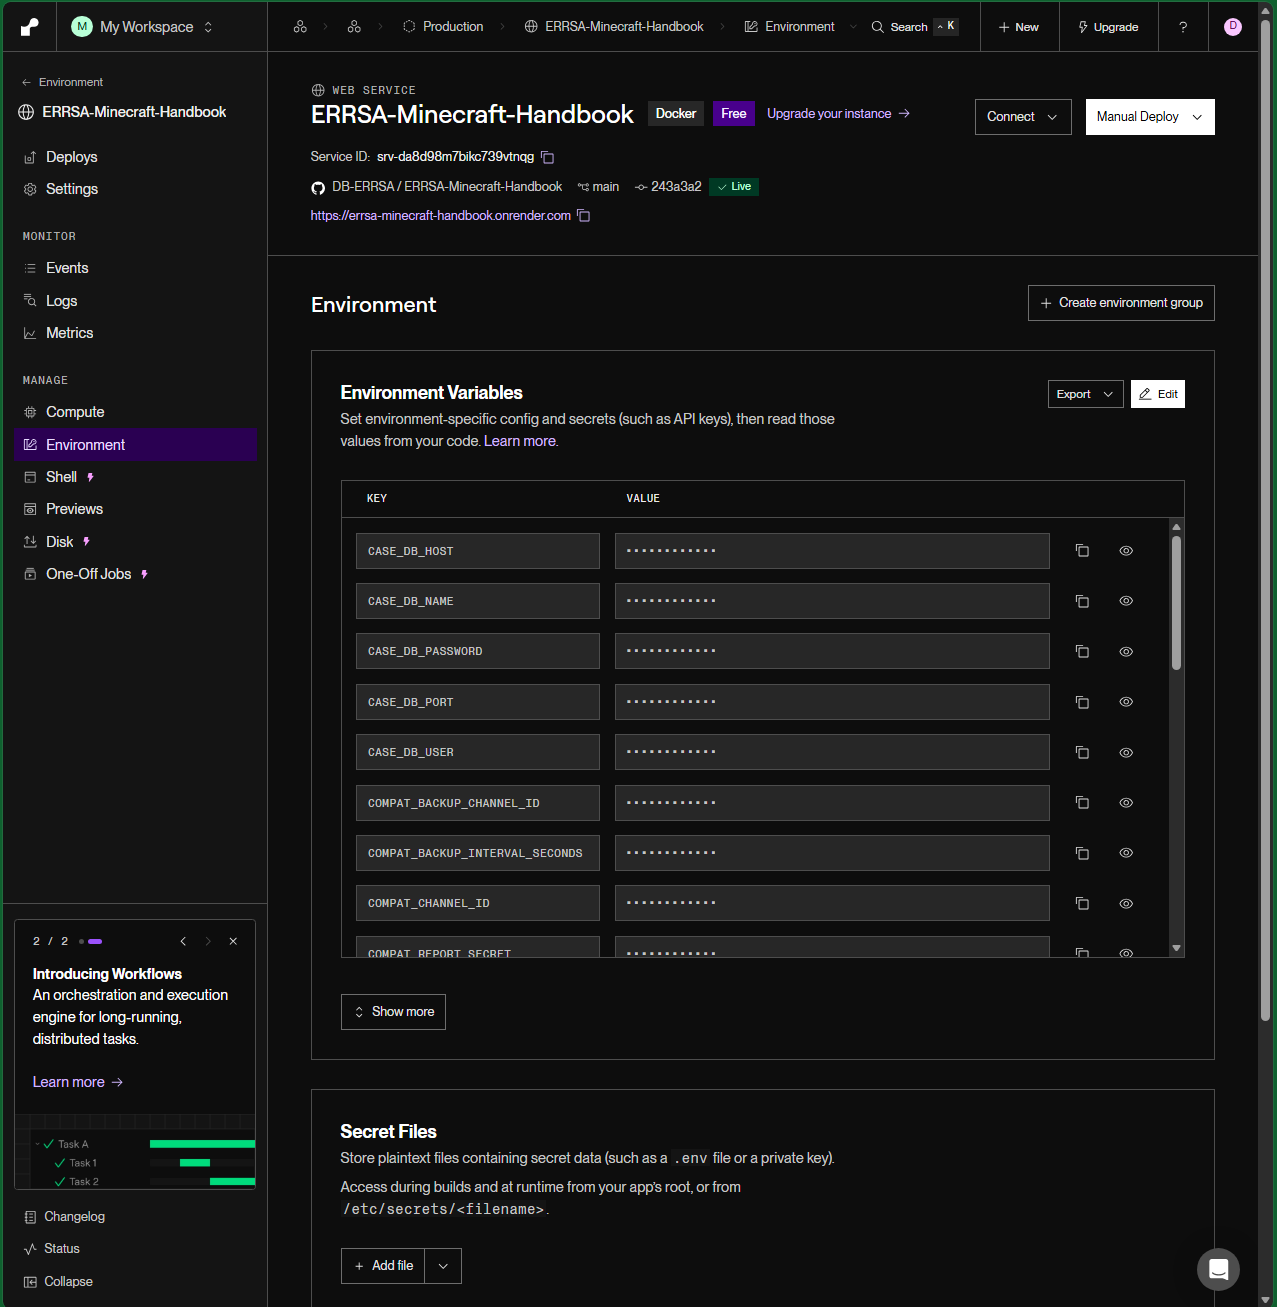 M My Workspace
Production
ERRSA-Minecraft-Handbook
Environment
Search ^ K
+ New
Upgrade
?
D
← Environment
ERRSA-Minecraft-Handbook
Deploys
Settings
MONITOR
Events
Logs
Metrics
MANAGE
Compute
Environment
Shell
Previews
Disk
One-Off Jobs
2 / 2
Introducing Workflows
An orchestration and execution
engine for long-running,
distributed tasks.
Learn more →
Task A
Task 1
Task 2
Changelog
Status
Collapse
WEB SERVICE
ERRSA-Minecraft-Handbook Docker Free Upgrade your instance →
Connect
Manual Deploy
Service ID: srv-da8d98m7bikc739vtnqg
DB-ERRSA / ERRSA-Minecraft-Handbook main 243a3a2 Live
https://errsa-minecraft-handbook.onrender.com
Environment
+ Create environment group
Environment Variables
Export
Edit
Set environment-specific config and secrets (such as API keys), then read those
values from your code. Learn more.
KEY VALUE
CASE_DB_HOST ••••••••••••
CASE_DB_NAME ••••••••••••
CASE_DB_PASSWORD ••••••••••••
CASE_DB_PORT ••••••••••••
CASE_DB_USER ••••••••••••
COMPAT_BACKUP_CHANNEL_ID ••••••••••••
COMPAT_BACKUP_INTERVAL_SECONDS ••••••••••••
COMPAT_CHANNEL_ID ••••••••••••
COMPAT_REPORT_SECRET ••••••••••••
Show more
Secret Files
Store plaintext files containing secret data (such as a .env file or a private key).
Access during builds and at runtime from your app's root, or from
/etc/secrets/<filename>.
+ Add file